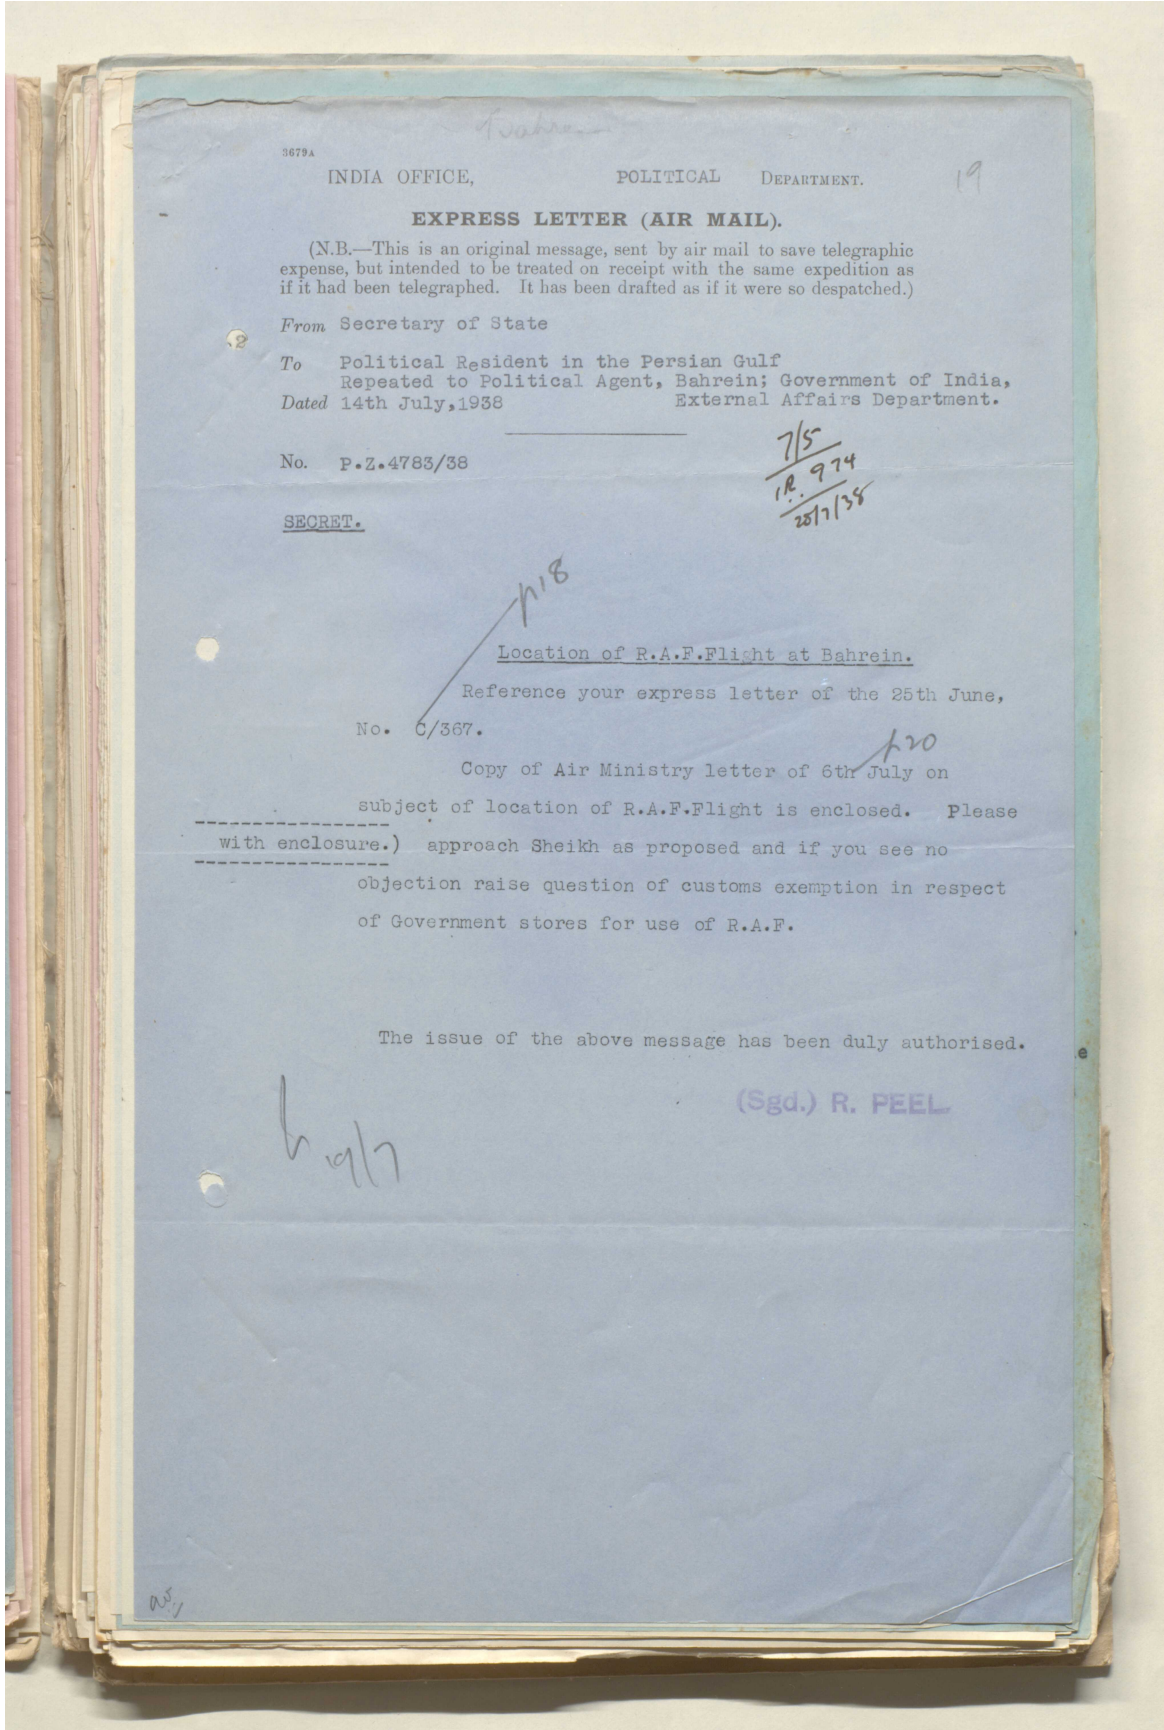 3679A
INDIA OFFICE, POLITICAL DEPARTMENT.
19
EXPRESS LETTER (AIR MAIL).
(N.B.—This is an original message, sent by air mail to save telegraphic
expense, but intended to be treated on receipt with the same expedition as
if it had been telegraphed. It has been drafted as if it were so despatched.)
From Secretary of State
.2
To Political Resident in the Persian Gulf
Repeated to Political Agent, Bahrein; Government of India,
Dated 14th July,1938 External Affairs Department.
7/5
No. P.Z.4783/38
I.R. 974
25/7/38
SECRET.
p18
Location of R.A.F.Flight at Bahrein.
Reference your express letter of the 25th June,
No. C/367.
p20
Copy of Air Ministry letter of 6th July on
subject of location of R.A.F.Flight is enclosed. Please
with enclosure.) approach Sheikh as proposed and if you see no
objection raise question of customs exemption in respect
of Government stores for use of R.A.F.
The issue of the above message has been duly authorised.
e
(Sgd.) R. PEEL
19/7